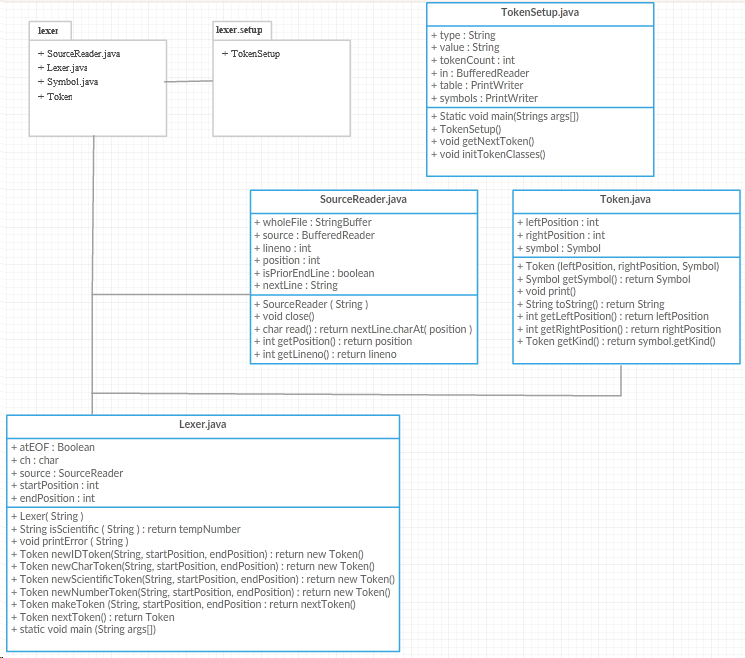 lexer
+ SourceReader.java
+ Lexer.java
+ Symbol.java
+ Token
lexer.setup
+ TokenSetup
TokenSetup.java
+ type : String
+ value : String
+ tokenCount : int
+ in : BufferedReader
+ table : PrintWriter
+ symbols : PrintWriter
+ Static void main(Strings args[])
+ TokenSetup()
+ void getNextToken()
+ void initTokenClasses()
SourceReader.java
+ wholeFile : StringBuffer
+ source : BufferedReader
+ lineno : int
+ position : int
+ isPriorEndLine : boolean
+ nextLine : String
+ SourceReader ( String )
+ void close()
+ char read() : return nextLine.charAt( position )
+ int getPosition() : return position
+ int getLineno() : return lineno
Token.java
+ leftPosition : int
+ rightPosition : int
+ symbol : Symbol
+ Token (leftPosition, rightPosition, Symbol)
+ Symbol getSymbol() : return Symbol
+ void print()
+ String toString() : return String
+ int getLeftPosition() : return leftPosition
+ int getRightPosition() : return rightPosition
+ Token getKind() : return symbol.getKind()
Lexer.java
+ atEOF : Boolean
+ ch : char
+ source : SourceReader
+ startPosition : int
+ endPosition : int
+ Lexer( String )
+ String isScientific ( String ) : return tempNumber
+ void printError ( String )
+ Token newIDToken(String, startPosition, endPosition) : return new Token()
+ Token newCharToken(String, startPosition, endPosition) : return new Token()
+ Token newScientificToken(String, startPosition, endPosition) : return new Token()
+ Token newNumberToken(String, startPosition, endPosition) : return new Token()
+ Token makeToken (String, startPosition, endPosition : return nextToken()
+ Token nextToken() : return Token
+ static void main (String args[])